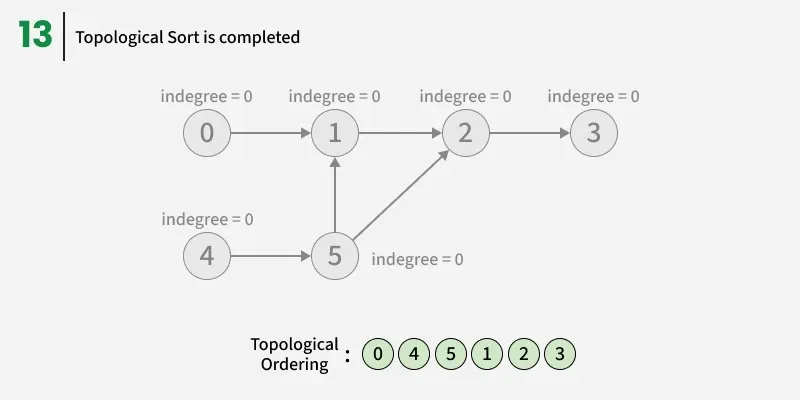 13
Topological Sort is completed
indegree = 0 indegree = 0 indegree = 0 indegree = 0
0 1 2 3
indegree = 0
4 5 indegree = 0
Topological
Ordering : 0 4 5 1 2 3